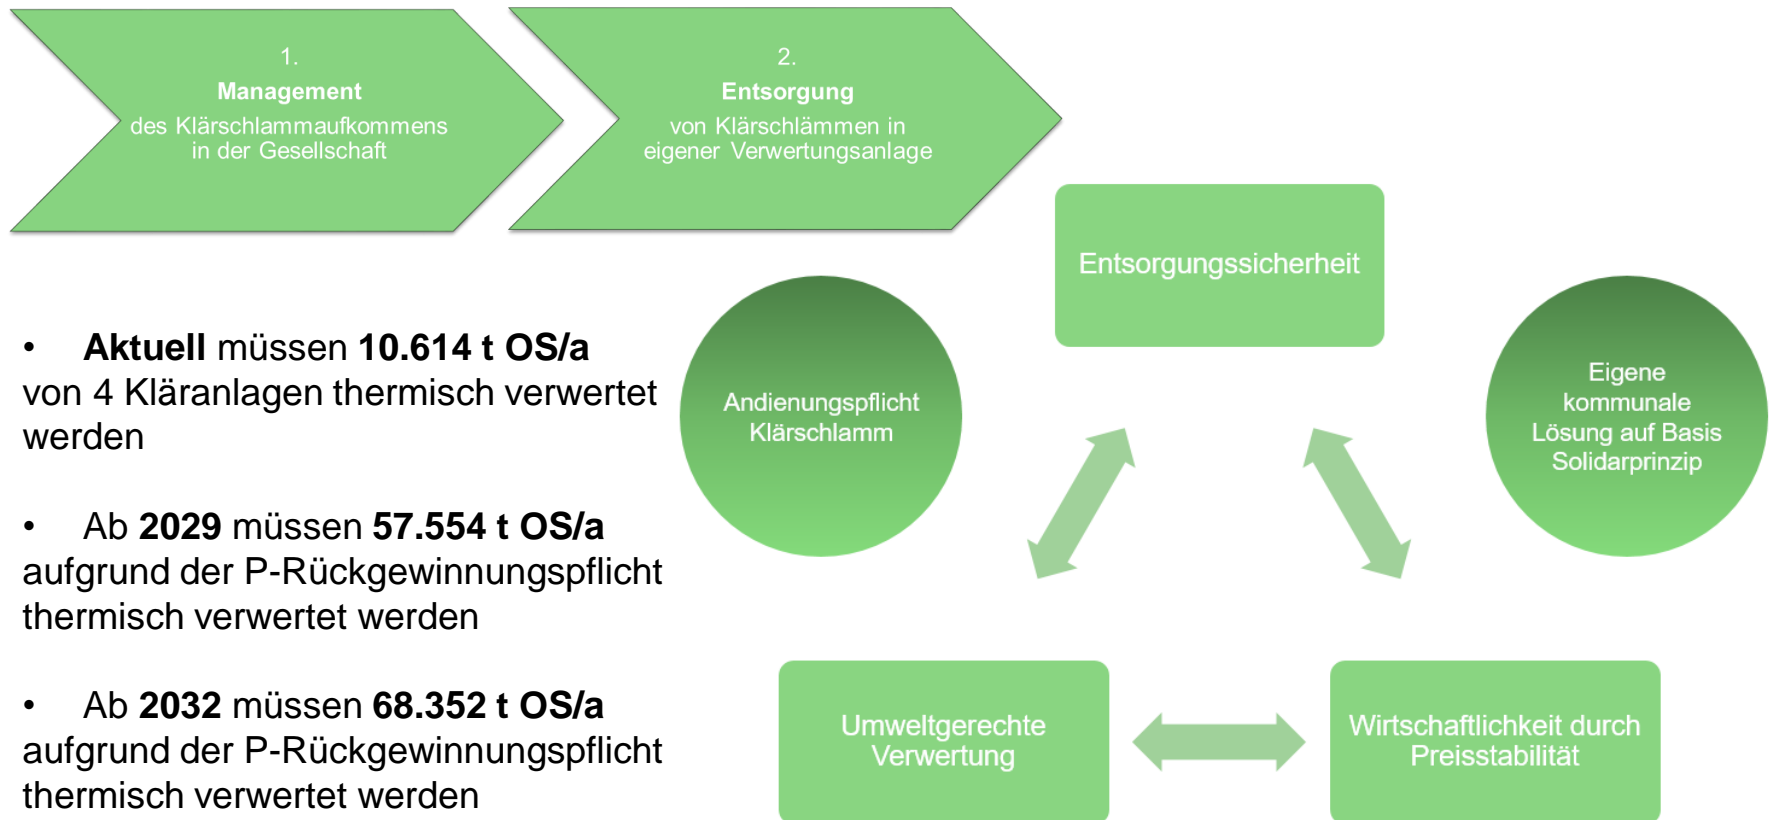 1.
Management
des Klärschlammaufkommens
in der Gesellschaft
2.
Entsorgung
von Klärschlämmen in
eigener Verwertungsanlage
• Aktuell müssen 10.614 t OS/a
von 4 Kläranlagen thermisch verwertet
werden
• Ab 2029 müssen 57.554 t OS/a
aufgrund der P-Rückgewinnungspflicht
thermisch verwertet werden
• Ab 2032 müssen 68.352 t OS/a
aufgrund der P-Rückgewinnungspflicht
thermisch verwertet werden
Entsorgungssicherheit
Andienungspflicht
Klärschlamm
Eigene
kommunale
Lösung auf Basis
Solidarprinzip
Umweltgerechte
Verwertung
Wirtschaftlichkeit durch
Preisstabilität